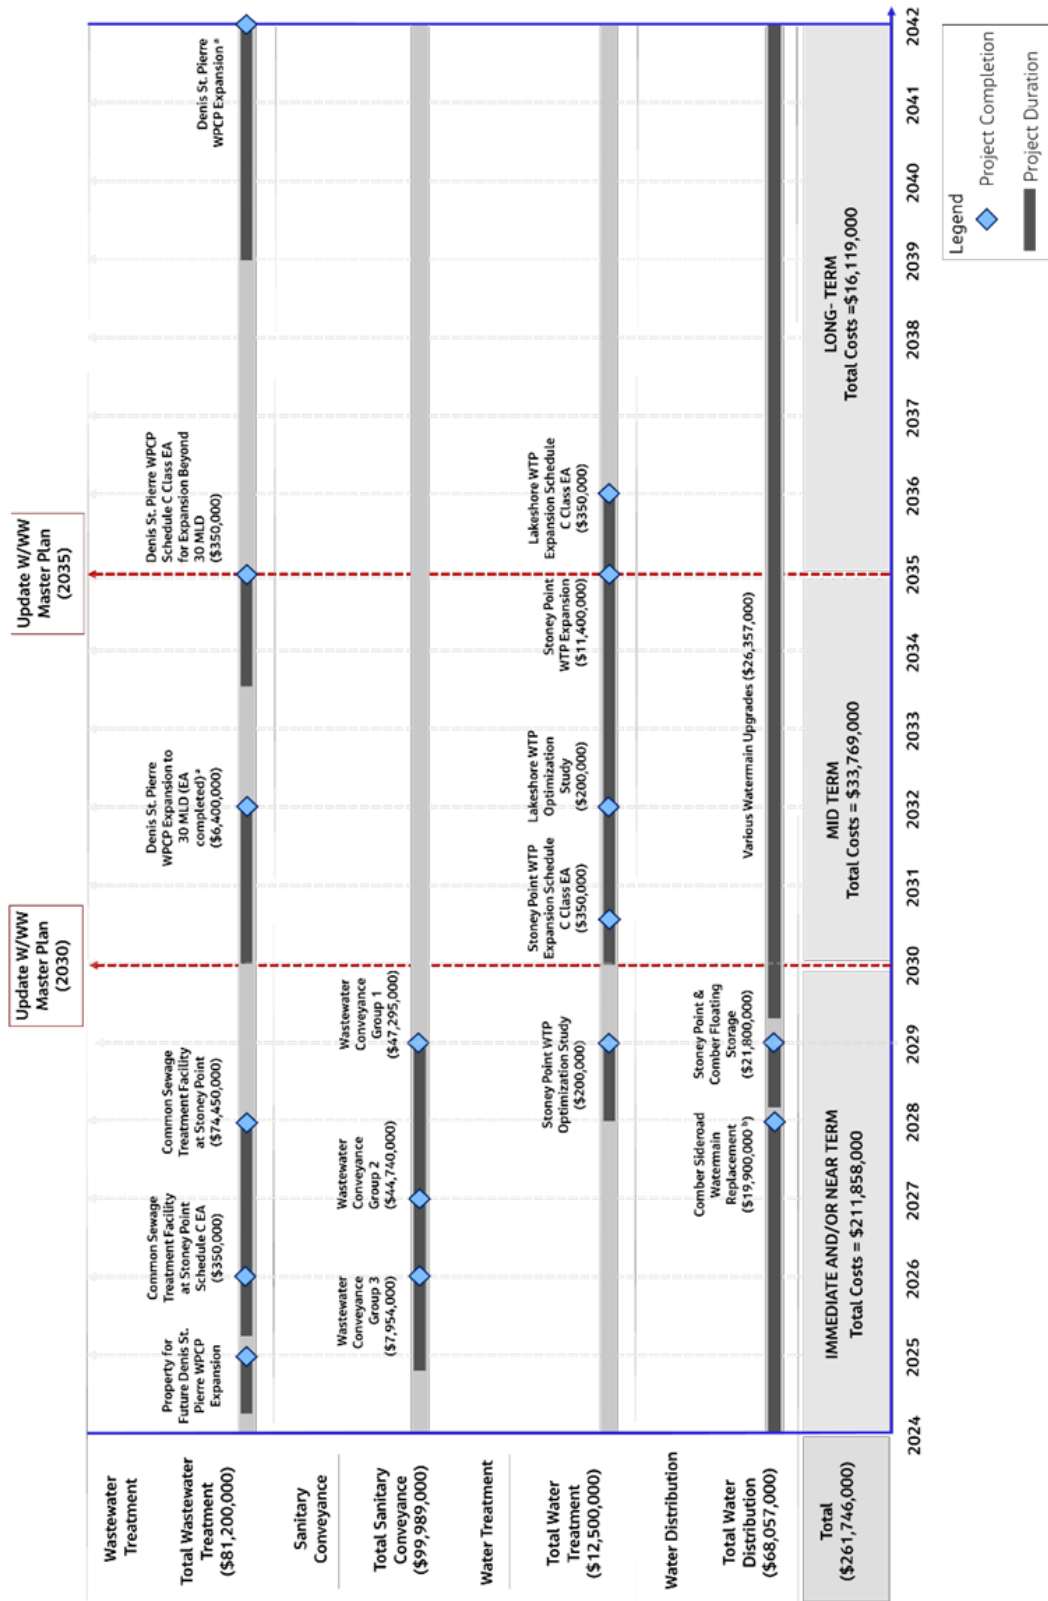 Update W/WW
Master Plan
(2030)
Update W/WW
Master Plan
(2035)
Wastewater
Treatment
Total Wastewater
Treatment
($81,200,000)
Property for
Future Denis St.
Pierre WPCP
Expansion
Common Sewage
Treatment Facility
at Stoney Point
Schedule C EA
($350,000)
Common Sewage
Treatment Facility
at Stoney Point
($74,450,000)
Denis St. Pierre
WPCP Expansion to
30 MLD (EA
completed) ª
($6,400,000)
Denis St. Pierre WPCP
Schedule C Class EA
for Expansion Beyond
30 MLD
($350,000)
Denis St. Pierre
WPCP Expansion ª
Sanitary
Conveyance
Total Sanitary
Conveyance
($99,989,000)
Wastewater
Conveyance
Group 3
($7,954,000)
Wastewater
Conveyance
Group 2
($44,740,000)
Wastewater
Conveyance
Group 1
($47,295,000)
Water Treatment
Total Water
Treatment
($12,500,000)
Stoney Point WTP
Optimization Study
($200,000)
Stoney Point WTP
Expansion Schedule
C Class EA
($350,000)
Lakeshore WTP
Optimization
Study
($200,000)
Stoney Point
WTP Expansion
($11,400,000)
Lakeshore WTP
Expansion Schedule
C Class EA
($350,000)
Water Distribution
Total Water
Distribution
($68,057,000)
Comber Sideroad
Watermain
Replacement
($19,900,000 ᵇ)
Stoney Point &
Comber Floating
Storage
($21,800,000)
Various Watermain Upgrades ($26,357,000)
Total
($261,746,000)
IMMEDIATE AND/OR NEAR TERM
Total Costs = $211,858,000
MID TERM
Total Costs = $33,769,000
LONG- TERM
Total Costs =$16,119,000
2024
2025
2026
2027
2028
2029
2030
2031
2032
2033
2034
2035
2036
2037
2038
2039
2040
2041
2042
Legend
Project Completion
Project Duration